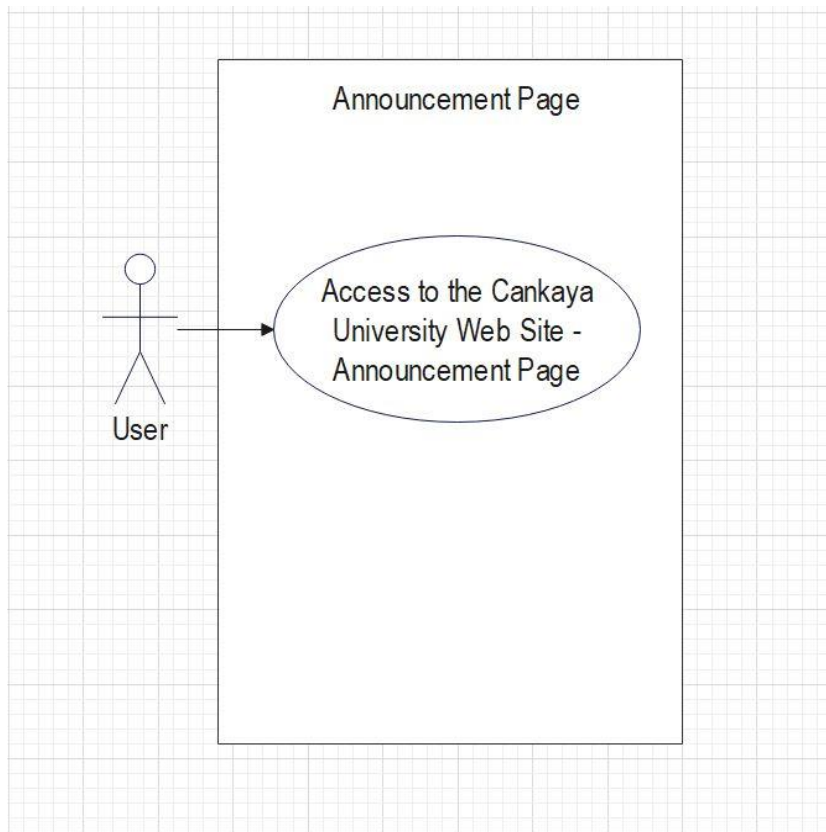 Announcement Page
Access to the Cankaya
University Web Site -
Announcement Page
User